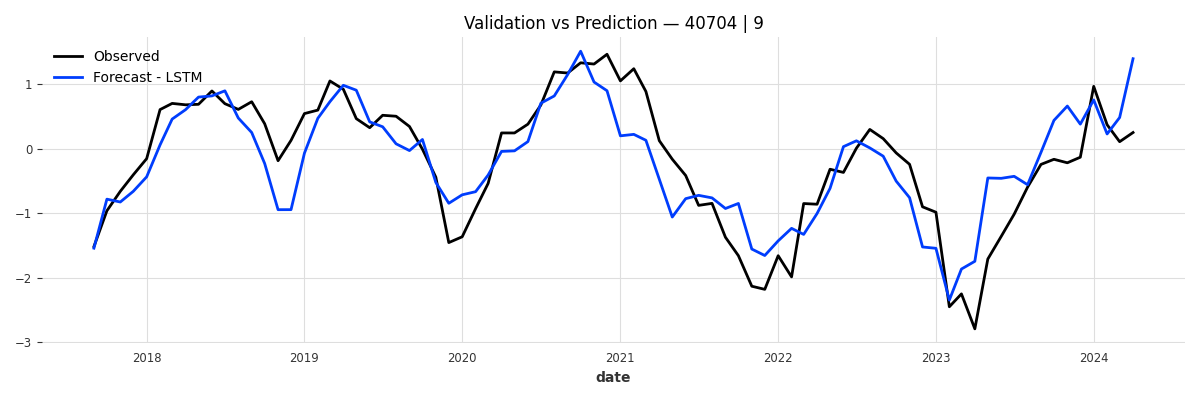 Validation vs Prediction — 40704 | 9
Observed
Forecast - LSTM
1
0
−1
−2
−3
2018 2019 2020 2021 2022 2023 2024
date